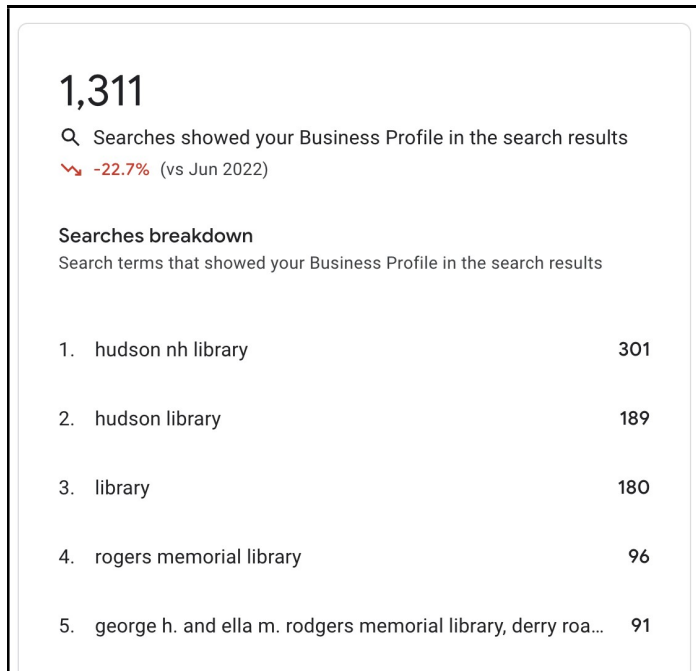 1,311
Searches showed your Business Profile in the search results
-22.7% (vs Jun 2022)
Searches breakdown
Search terms that showed your Business Profile in the search results
1. hudson nh library 301
2. hudson library 189
3. library 180
4. rogers memorial library 96
5. george h. and ella m. rodgers memorial library, derry roa... 91